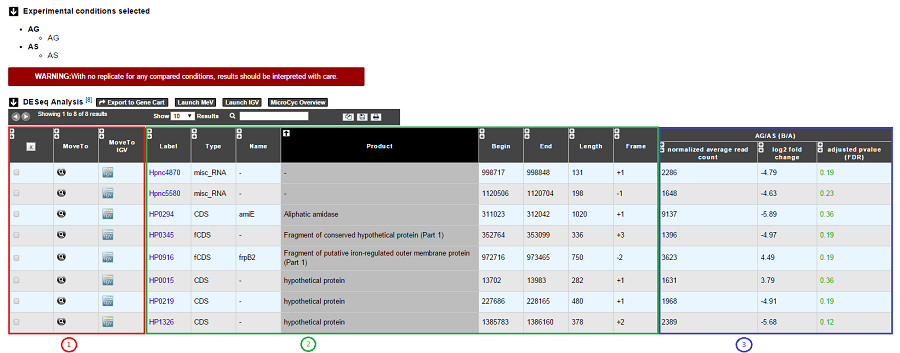 Experimental conditions selected
AG
AG
AS
AS
WARNING:With no replicate for any compared conditions, results should be interpreted with care.
DESeq Analysis [8] Export to Gene Cart Launch MeV Launch IGV MicroCyc Overview
Showing 1 to 8 of 8 results Show 10 Results
AG/AS (B/A)
x MoveTo MoveTo IGV Label Type Name Product Begin End Length Frame normalized average read count log2 fold change adjusted pvalue (FDR)
Hpnc4870 misc_RNA - - 998717 998848 131 +1 2286 -4.79 0.19
Hpnc5580 misc_RNA - - 1120506 1120704 198 -1 1648 -4.63 0.23
HP0294 CDS amiE Aliphatic amidase 311023 312042 1020 +1 9137 -5.89 0.36
HP0345 fCDS - Fragment of conserved hypothetical protein (Part 1) 352764 353099 336 +3 1396 -4.97 0.19
HP0916 fCDS frpB2 Fragment of putative iron-regulated outer membrane protein (Part 1) 972716 973465 750 -2 3623 4.49 0.19
HP0015 CDS - hypothetical protein 13702 13983 282 +1 1631 3.79 0.36
HP0219 CDS - hypothetical protein 227686 228165 480 +1 1968 -4.91 0.19
HP1326 CDS - hypothetical protein 1385783 1386160 378 +2 2389 -5.68 0.12
1 2 3